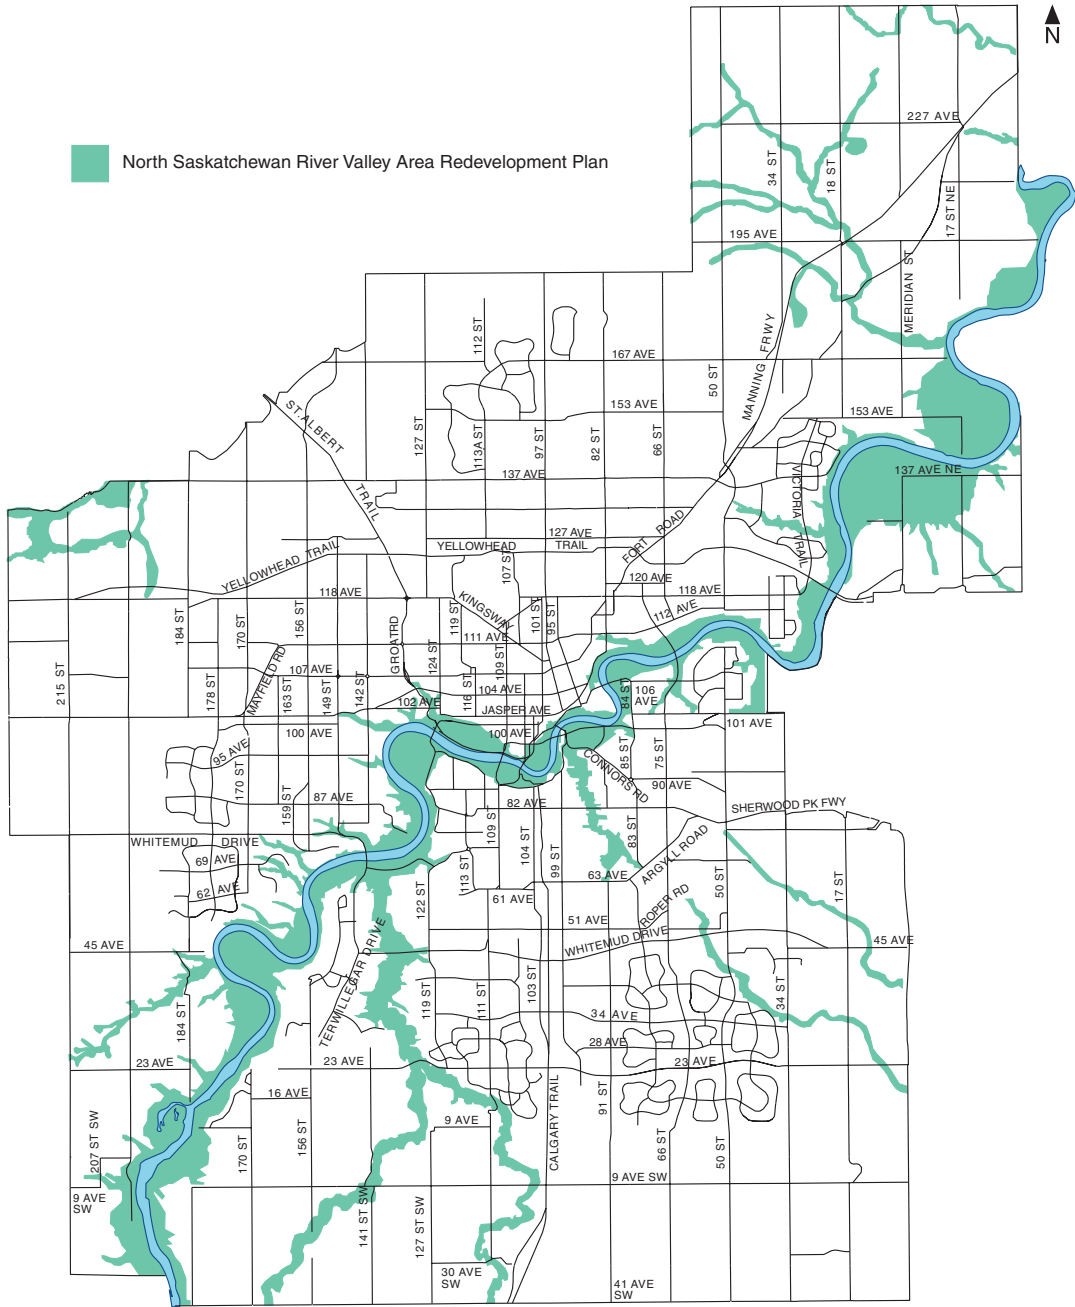 N
227 AVE
North Saskatchewan River Valley Area Redevelopment Plan
34 ST
18 ST
17 ST NE
195 AVE
MERIDIAN ST
112 ST
MANNING FRWY
167 AVE
50 ST
ST.ALBERT
TRAIL
153 AVE
153 AVE
127 ST
113A ST
97 ST
82 ST
66 ST
137 AVE
137 AVE NE
VICTORIA TRAIL
FORT ROAD
127 AVE
YELLOWHEAD TRAIL
YELLOWHEAD TRAIL
107 ST
120 AVE
118 AVE
118 AVE
KINGSWAY
112 AVE
184 ST
170 ST
156 ST
119 ST
101 ST
95 ST
111 AVE
GROAT RD
124 ST
109 ST
MAYFIELD RD
107 AVE
215 ST
178 ST
163 ST
149 ST
142 ST
116 ST
104 AVE
84 ST
106
AVE
102 AVE
JASPER AVE
101 AVE
100 AVE
100 AVE
95 AVE
85 ST
75 ST
CONNORS RD
170 ST
90 AVE
159 ST
87 AVE
82 AVE
SHERWOOD PK FWY
109 ST
104 ST
83 ST
WHITEMUD DRIVE
69 AVE
99 ST
ARGYLL ROAD
113 ST
63 AVE
62 AVE
122 ST
61 AVE
50 ST
17 ST
ROPER RD
51 AVE
45 AVE
WHITEMUD DRIVE
45 AVE
TERWILLEGAR DRIVE
184 ST
119 ST
111 ST
103 ST
34 ST
34 AVE
28 AVE
23 AVE
23 AVE
23 AVE
16 AVE
91 ST
CALGARY TRAIL
9 AVE
207 ST SW
170 ST
156 ST
66 ST
50 ST
9 AVE SW
9 AVE
SW
141 ST SW
127 ST SW
30 AVE
SW
41 AVE
SW